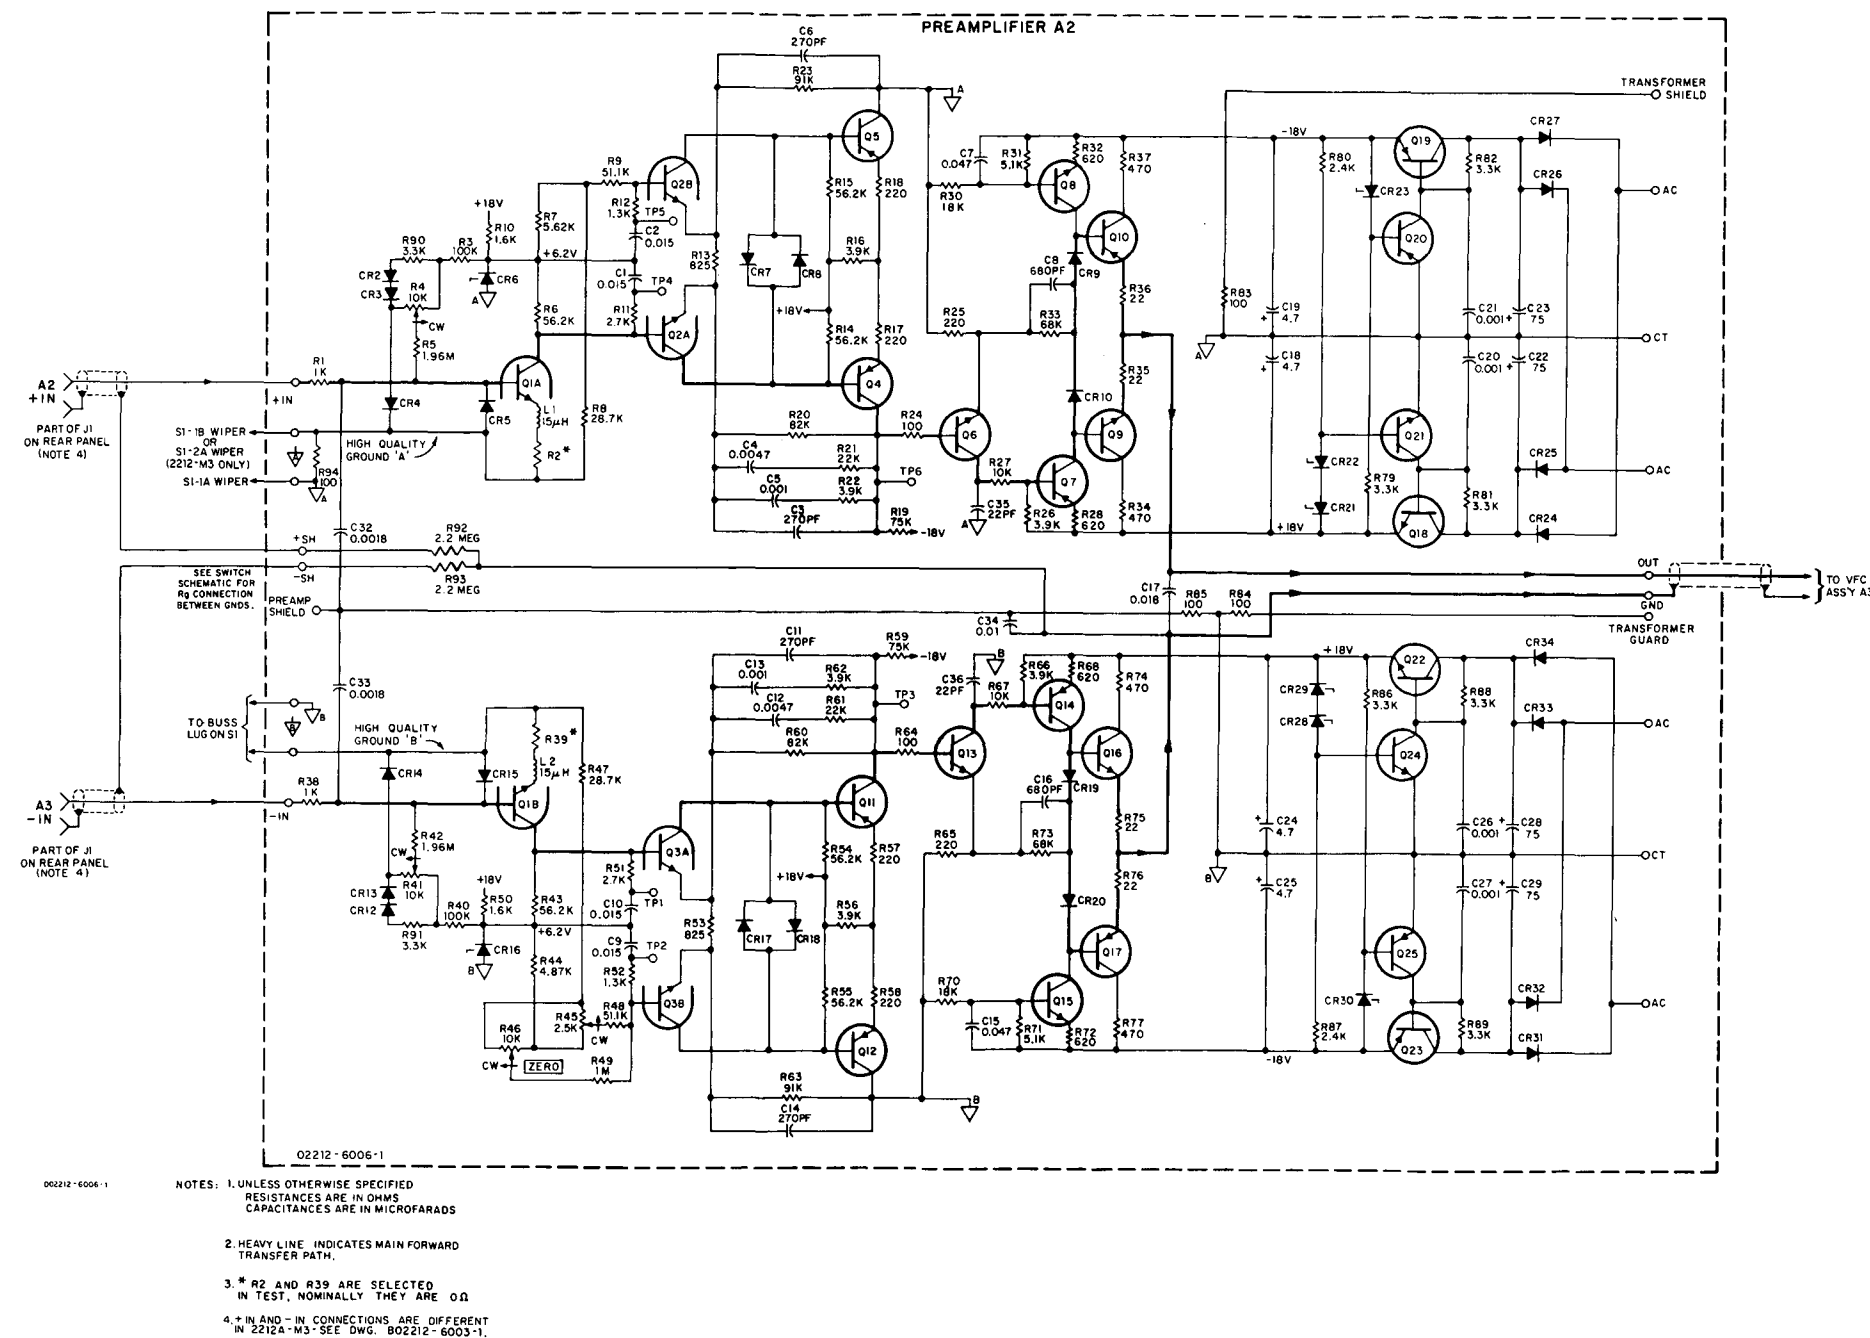 PREAMPLIFIER A2
C6
270PF
R23
91K
A
Q5
R9
51.1K
Q2B
R12
1.3K
TP5
C2
0.015
R15
56.2K
R18
220
R7
5.62K
+18V
R10
1.6K
R90
3.3K
R3
100K
+6.2V
CR6
A
C1
0.015
TP4
R13
825
CR7
CR8
R16
3.9K
CR2
CR3
R4
10K
CW
R5
1.96M
R6
56.2K
R11
2.7K
Q2A
+18V
R14
56.2K
R17
220
R1
1K
A2
+IN
+IN
Q1A
Q4
CR4
CR5
L1
15µH
R8
28.7K
R2*
PART OF J1
ON REAR PANEL
(NOTE 4)
S1-1B WIPER
OR
S1-2A WIPER
(2212-M3 ONLY)
S1-1A WIPER
A
R94
100
A
HIGH QUALITY
GROUND 'A'
R20
82K
R24
100
C4
0.0047
R21
22K
C5
0.001
R22
3.9K
TP6
C3
270PF
R19
75K
-18V
C7
0.047
R31
5.1K
R32
620
R37
470
R30
18K
Q8
Q10
C8
680PF
CR9
R36
22
R25
220
R33
68K
R35
22
CR10
Q6
Q9
R27
10K
Q7
C35
22PF
A
R26
3.9K
R28
620
R34
470
TRANSFORMER
SHIELD
-18V
Q19
CR27
R80
2.4K
R82
3.3K
CR23
CR26
AC
Q20
R83
100
C19
4.7
+
C21
0.001
C23
75
+
A
CT
C18
4.7
+
C20
0.001
C22
75
+
Q21
CR22
R79
3.3K
CR25
AC
CR21
R81
3.3K
+18V
Q18
CR24
C32
0.0018
+SH
R92
2.2 MEG
-SH
R93
2.2 MEG
SEE SWITCH
SCHEMATIC FOR
Rg CONNECTION
BETWEEN GNDS.
PREAMP
SHIELD
C17
0.018
R85
100
R84
100
C34
0.01
OUT
GND
TRANSFORMER
GUARD
TO VFC
ASS'Y A3
C33
0.0018
TO BUSS
LUG ON S1
B
B
HIGH QUALITY
GROUND 'B'
R39*
L2
15µH
R47
28.7K
CR14
CR15
R38
1K
Q1B
A3
-IN
-IN
PART OF J1
ON REAR PANEL
(NOTE 4)
R42
1.96M
CW
R41
10K
CR13
CR12
R91
3.3K
R40
100K
+18V
R50
1.6K
CR16
B
R43
56.2K
+6.2V
R44
4.87K
R51
2.7K
C10
0.015
TP1
C9
0.015
TP2
R52
1.3K
Q3A
Q3B
R53
825
R46
10K
CW
ZERO
R45
2.5K
CW
R48
51.1K
R49
1M
C11
270PF
R59
75K
-18V
C13
0.001
R62
3.9K
C12
0.0047
R61
22K
TP3
R60
82K
R64
100
Q11
R54
56.2K
R57
220
+18V
R56
3.9K
CR17
CR18
R55
56.2K
R58
220
Q12
R63
91K
C14
270PF
B
C36
22PF
B
R66
3.9K
R68
620
R74
470
R67
10K
Q14
Q13
Q16
C16
680PF
CR19
R75
22
R65
220
R73
68K
R76
22
CR20
Q17
R70
18K
Q15
C15
0.047
R71
5.1K
R72
620
R77
470
+18V
Q22
CR34
CR29
CR28
R86
3.3K
R88
3.3K
CR33
AC
Q24
C24
4.7
+
C26
0.001
C28
75
+
B
CT
C25
4.7
+
C27
0.001
C29
75
+
Q25
CR30
CR32
AC
R87
2.4K
R89
3.3K
-18V
Q23
CR31
02212-6006-1
D02212-6006-1
NOTES: 1. UNLESS OTHERWISE SPECIFIED
RESISTANCES ARE IN OHMS
CAPACITANCES ARE IN MICROFARADS
2. HEAVY LINE INDICATES MAIN FORWARD
TRANSFER PATH.
3. * R2 AND R39 ARE SELECTED
IN TEST, NOMINALLY THEY ARE 0Ω
4. + IN AND - IN CONNECTIONS ARE DIFFERENT
IN 2212A-M3-SEE DWG. B02212-6003-1.